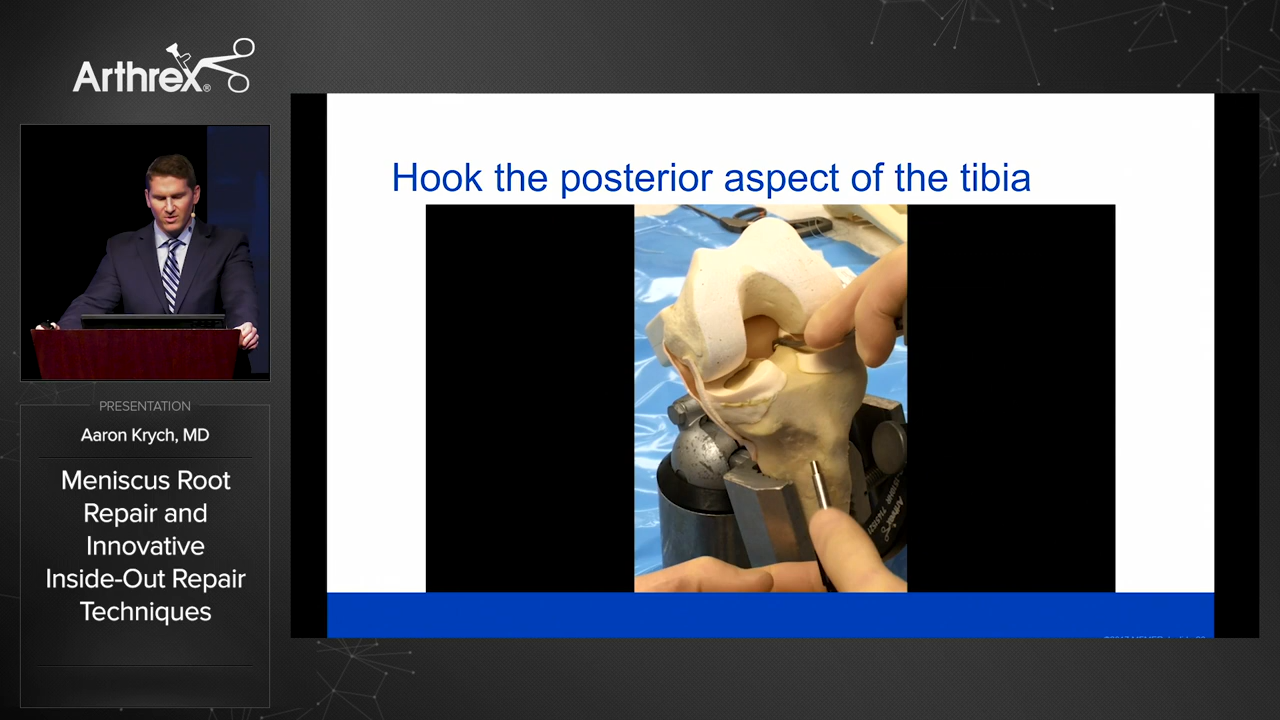 Arthrex®
Hook the posterior aspect of the tibia
PRESENTATION
Aaron Krych, MD
Meniscus Root
Repair and
Innovative
Inside-Out Repair
Techniques